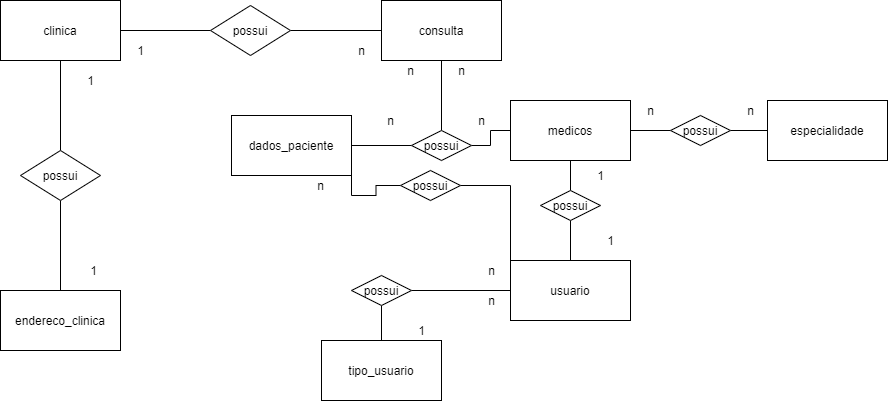 clinica
possui
consulta
1
n
n
n
1
n
n
n
n
dados_paciente
possui
medicos
possui
especialidade
possui
n
possui
1
possui
1
1
n
endereco_clinica
possui
usuario
n
1
tipo_usuario